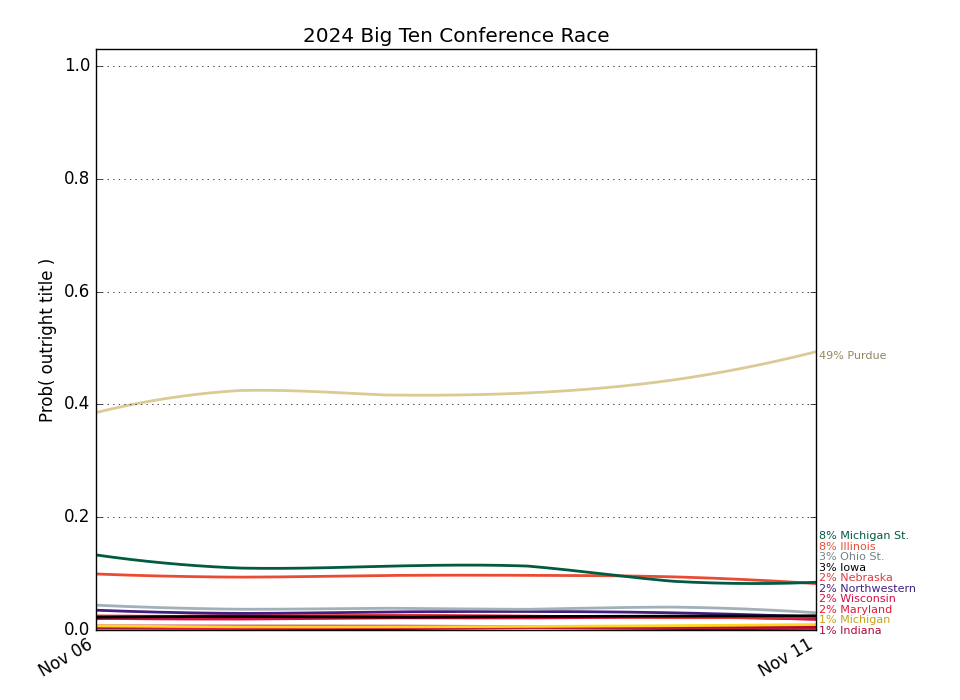 2024 Big Ten Conference Race
Prob( outright title )
1.0
0.8
0.6
0.4
0.2
0.0
Nov 06
Nov 11
49% Purdue
8% Michigan St.
8% Illinois
3% Ohio St.
3% Iowa
2% Nebraska
2% Northwestern
2% Wisconsin
2% Maryland
1% Michigan
1% Indiana